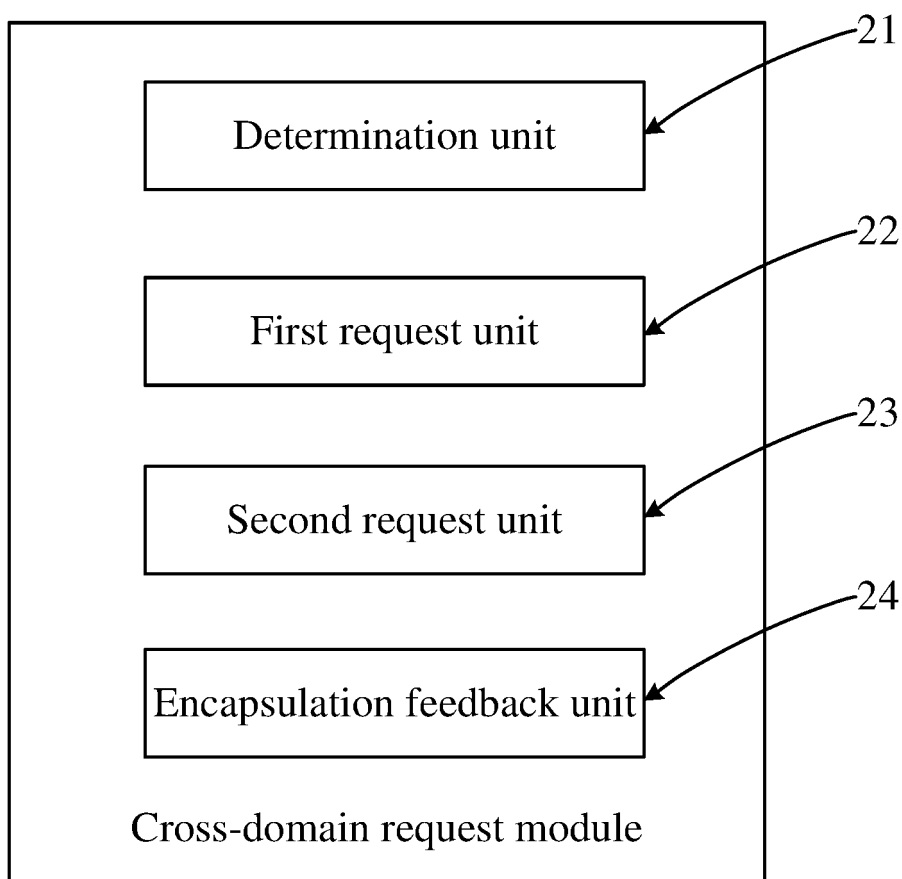 21
Determination unit
22
First request unit
23
Second request unit
24
Encapsulation feedback unit
Cross-domain request module